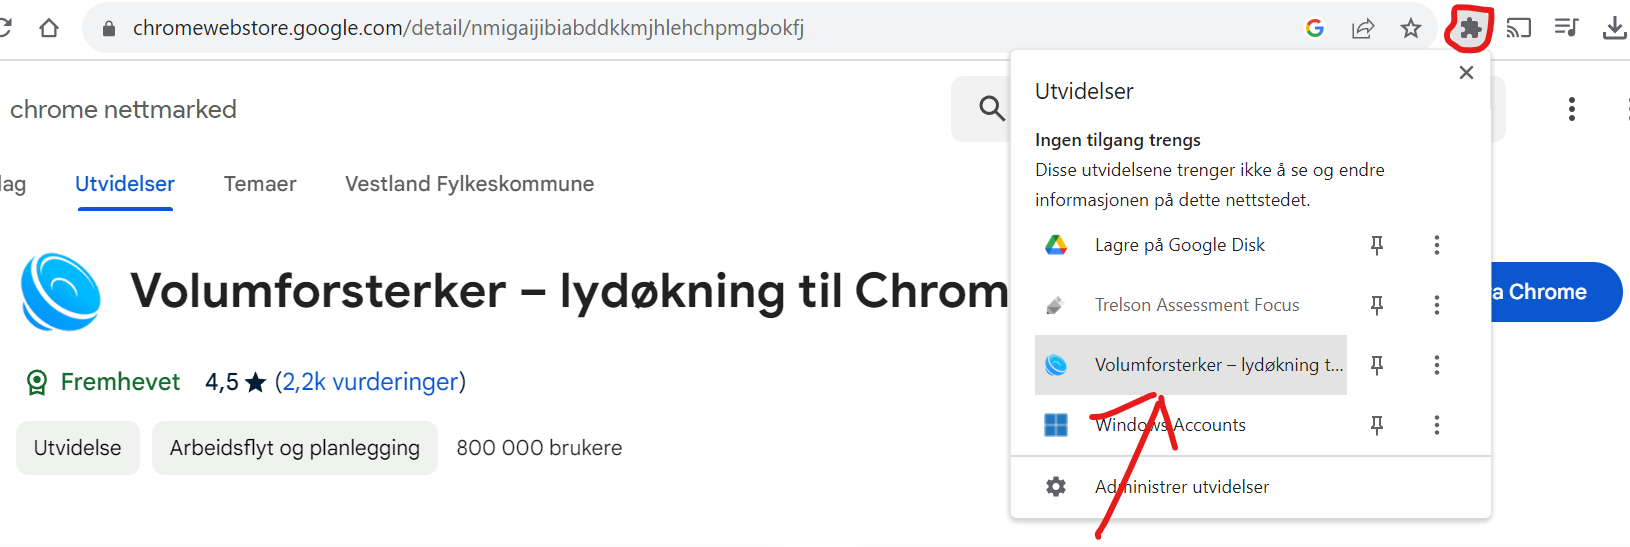 chromewebstore.google.com/detail/nmigaijibiabddkkmjhlehchpmgbokfj
chrome nettmarked
lag
Utvidelser
Temaer
Vestland Fylkeskommune
Volumforsterker – lydøkning til Chrom
Fremhevet
4,5 ★ (2,2k vurderinger)
Utvidelse
Arbeidsflyt og planlegging
800 000 brukere
Utvidelser
Ingen tilgang trengs
Disse utvidelsene trenger ikke å se og endre
informasjonen på dette nettstedet.
Lagre på Google Disk
Trelson Assessment Focus
Volumforsterker – lydøkning t...
Windows Accounts
Administrer utvidelser
a Chrome